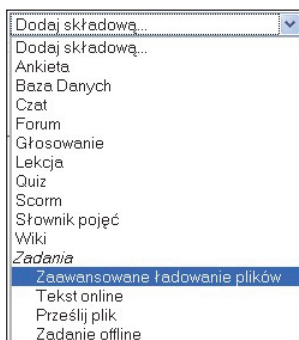 Dodaj składową...
Dodaj składową...
Ankieta
Baza Danych
Czat
Forum
Głosowanie
Lekcja
Quiz
Scorm
Słownik pojęć
Wiki
Zadania
Zaawansowane ładowanie plików
Tekst online
Prześlij plik
Zadanie offline